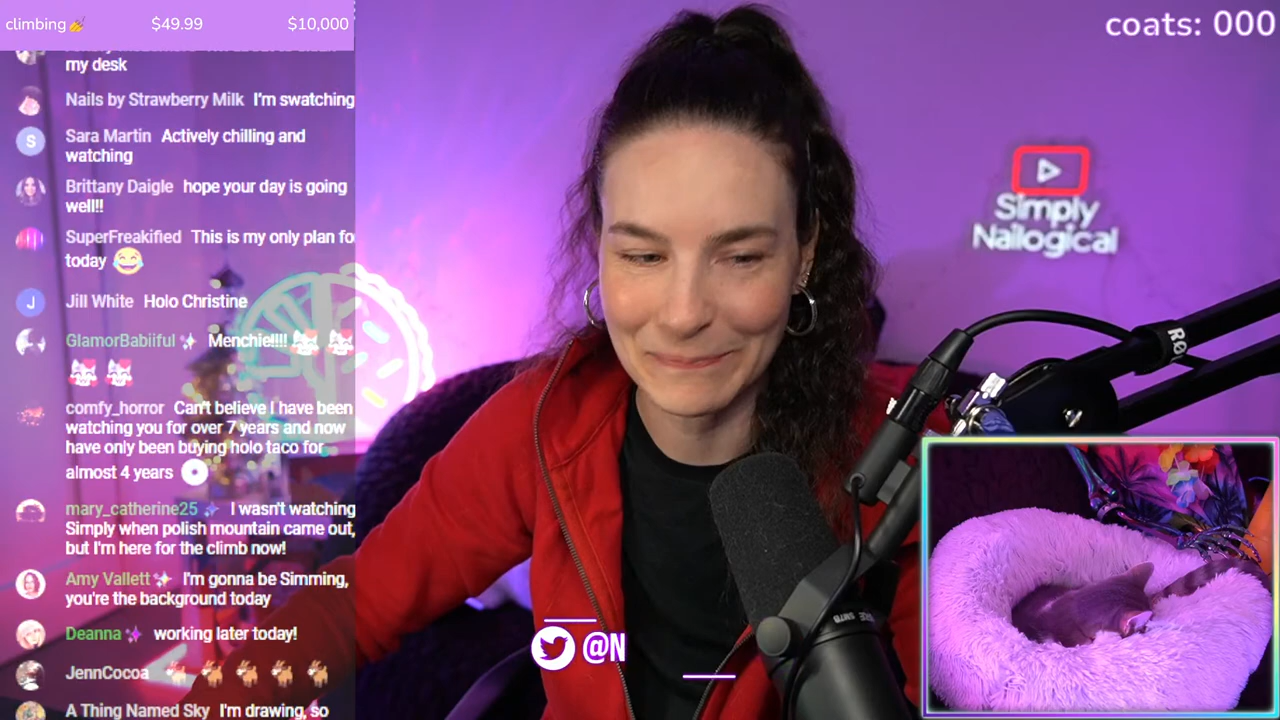 climbing💅 $49.99 $10,000
coats: 000
my desk
Nails by Strawberry Milk I'm swatching
Sara Martin Actively chilling and
watching
Brittany Daigle hope your day is going
well!!
SuperFreakified This is my only plan fo
today 😂
Jill White Holo Christine
GlamorBabiiful Menchie!!!!
comfy_horror Can't believe I have been
watching you for over 7 years and now
have only been buying holo taco for
almost 4 years
mary_catherine25 I wasn't watching
Simply when polish mountain came out,
but I'm here for the climb now!
Amy Vallett I'm gonna be Simming,
you're the background today
Deanna working later today!
JennCocoa
A Thing Named Sky I'm drawing, so
S
J
Simply
Nailogical
RØ
@N